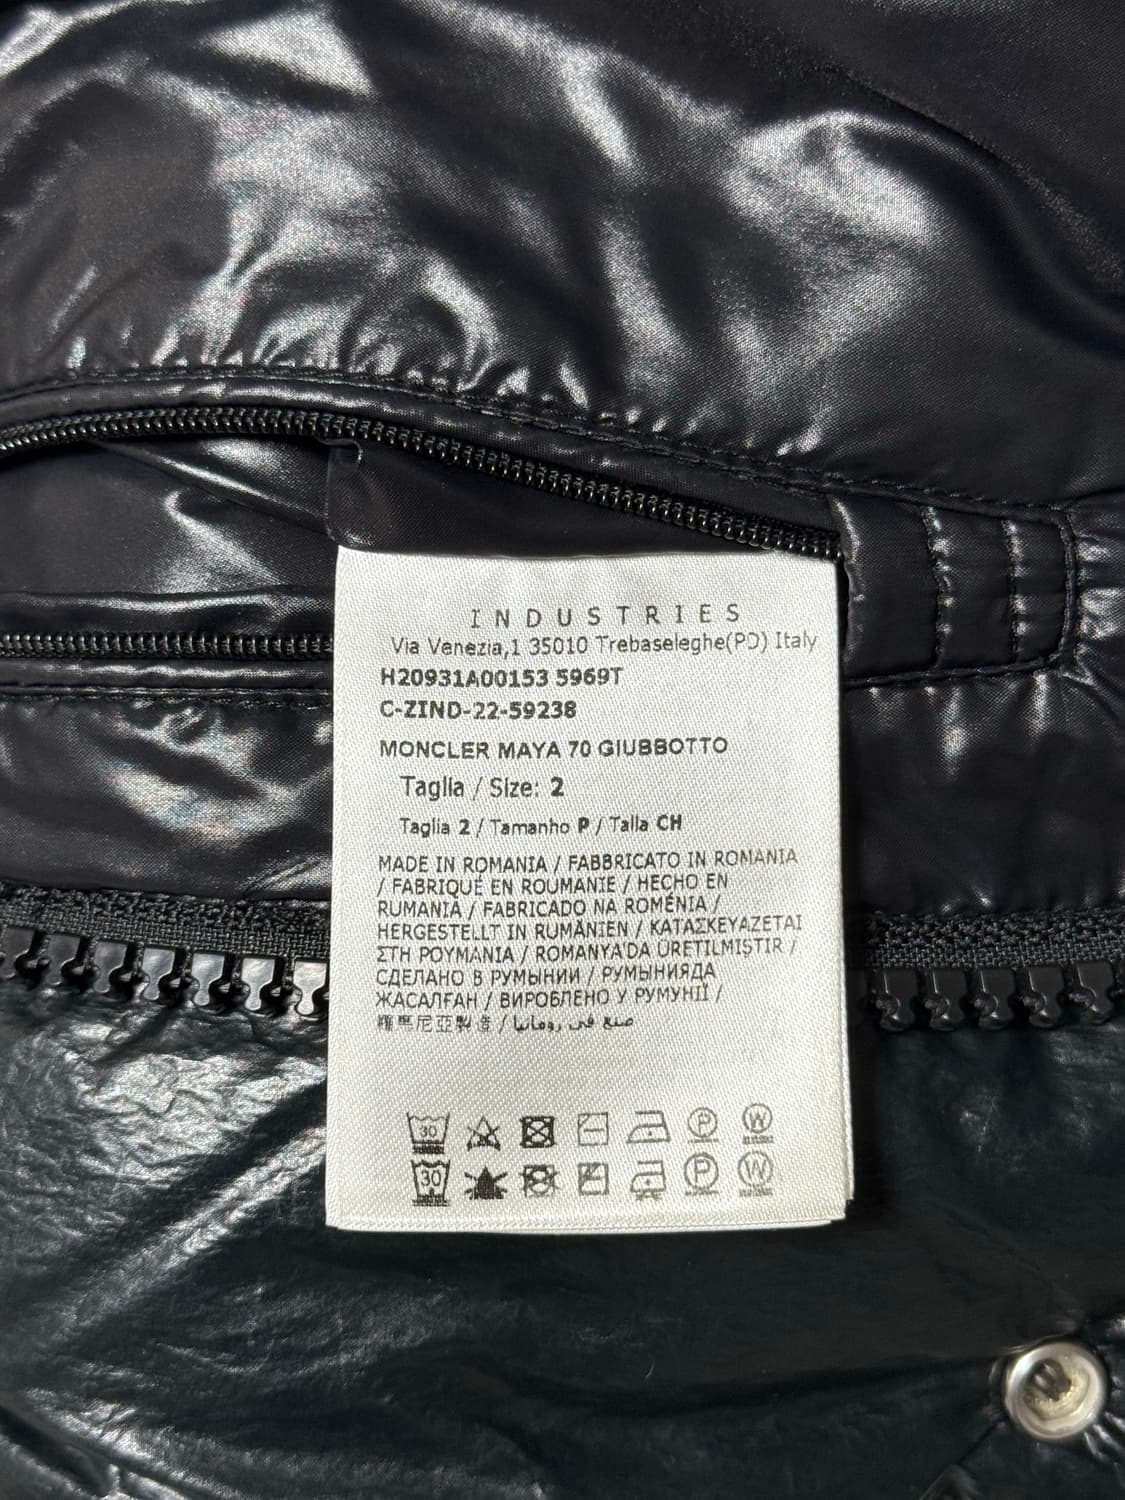 INDUSTRIES
Via Venezia,1 35010 Trebaseleghe(PD) Italy
H20931A00153 5969T
C-ZIND-22-59238
MONCLER MAYA 70 GIUBBOTTO
Taglia / Size: 2
Taglia 2 / Tamanho P / Talla CH
MADE IN ROMANIA / FABBRICATO IN ROMANIA
/ FABRIQUÉ EN ROUMANIE / HECHO EN
RUMANIA / FABRICADO NA ROMÉNIA /
HERGESTELLT IN RUMÄNIEN / ΚΑΤΑΣΚΕΥΑΖΕΤΑΙ
ΣΤΗ ΡΟΥΜΑΝΙΑ / ROMANYA'DA ÜRETILMIŞTIR /
СДЕЛАНО В РУМЫНИИ / РУМЫНИЯДА
ЖАСАЛҒАН / ВИРОБЛЕНО У РУМУНІЇ /
羅馬尼亞製造 / صنع في رومانيا
30 P W
30 P W